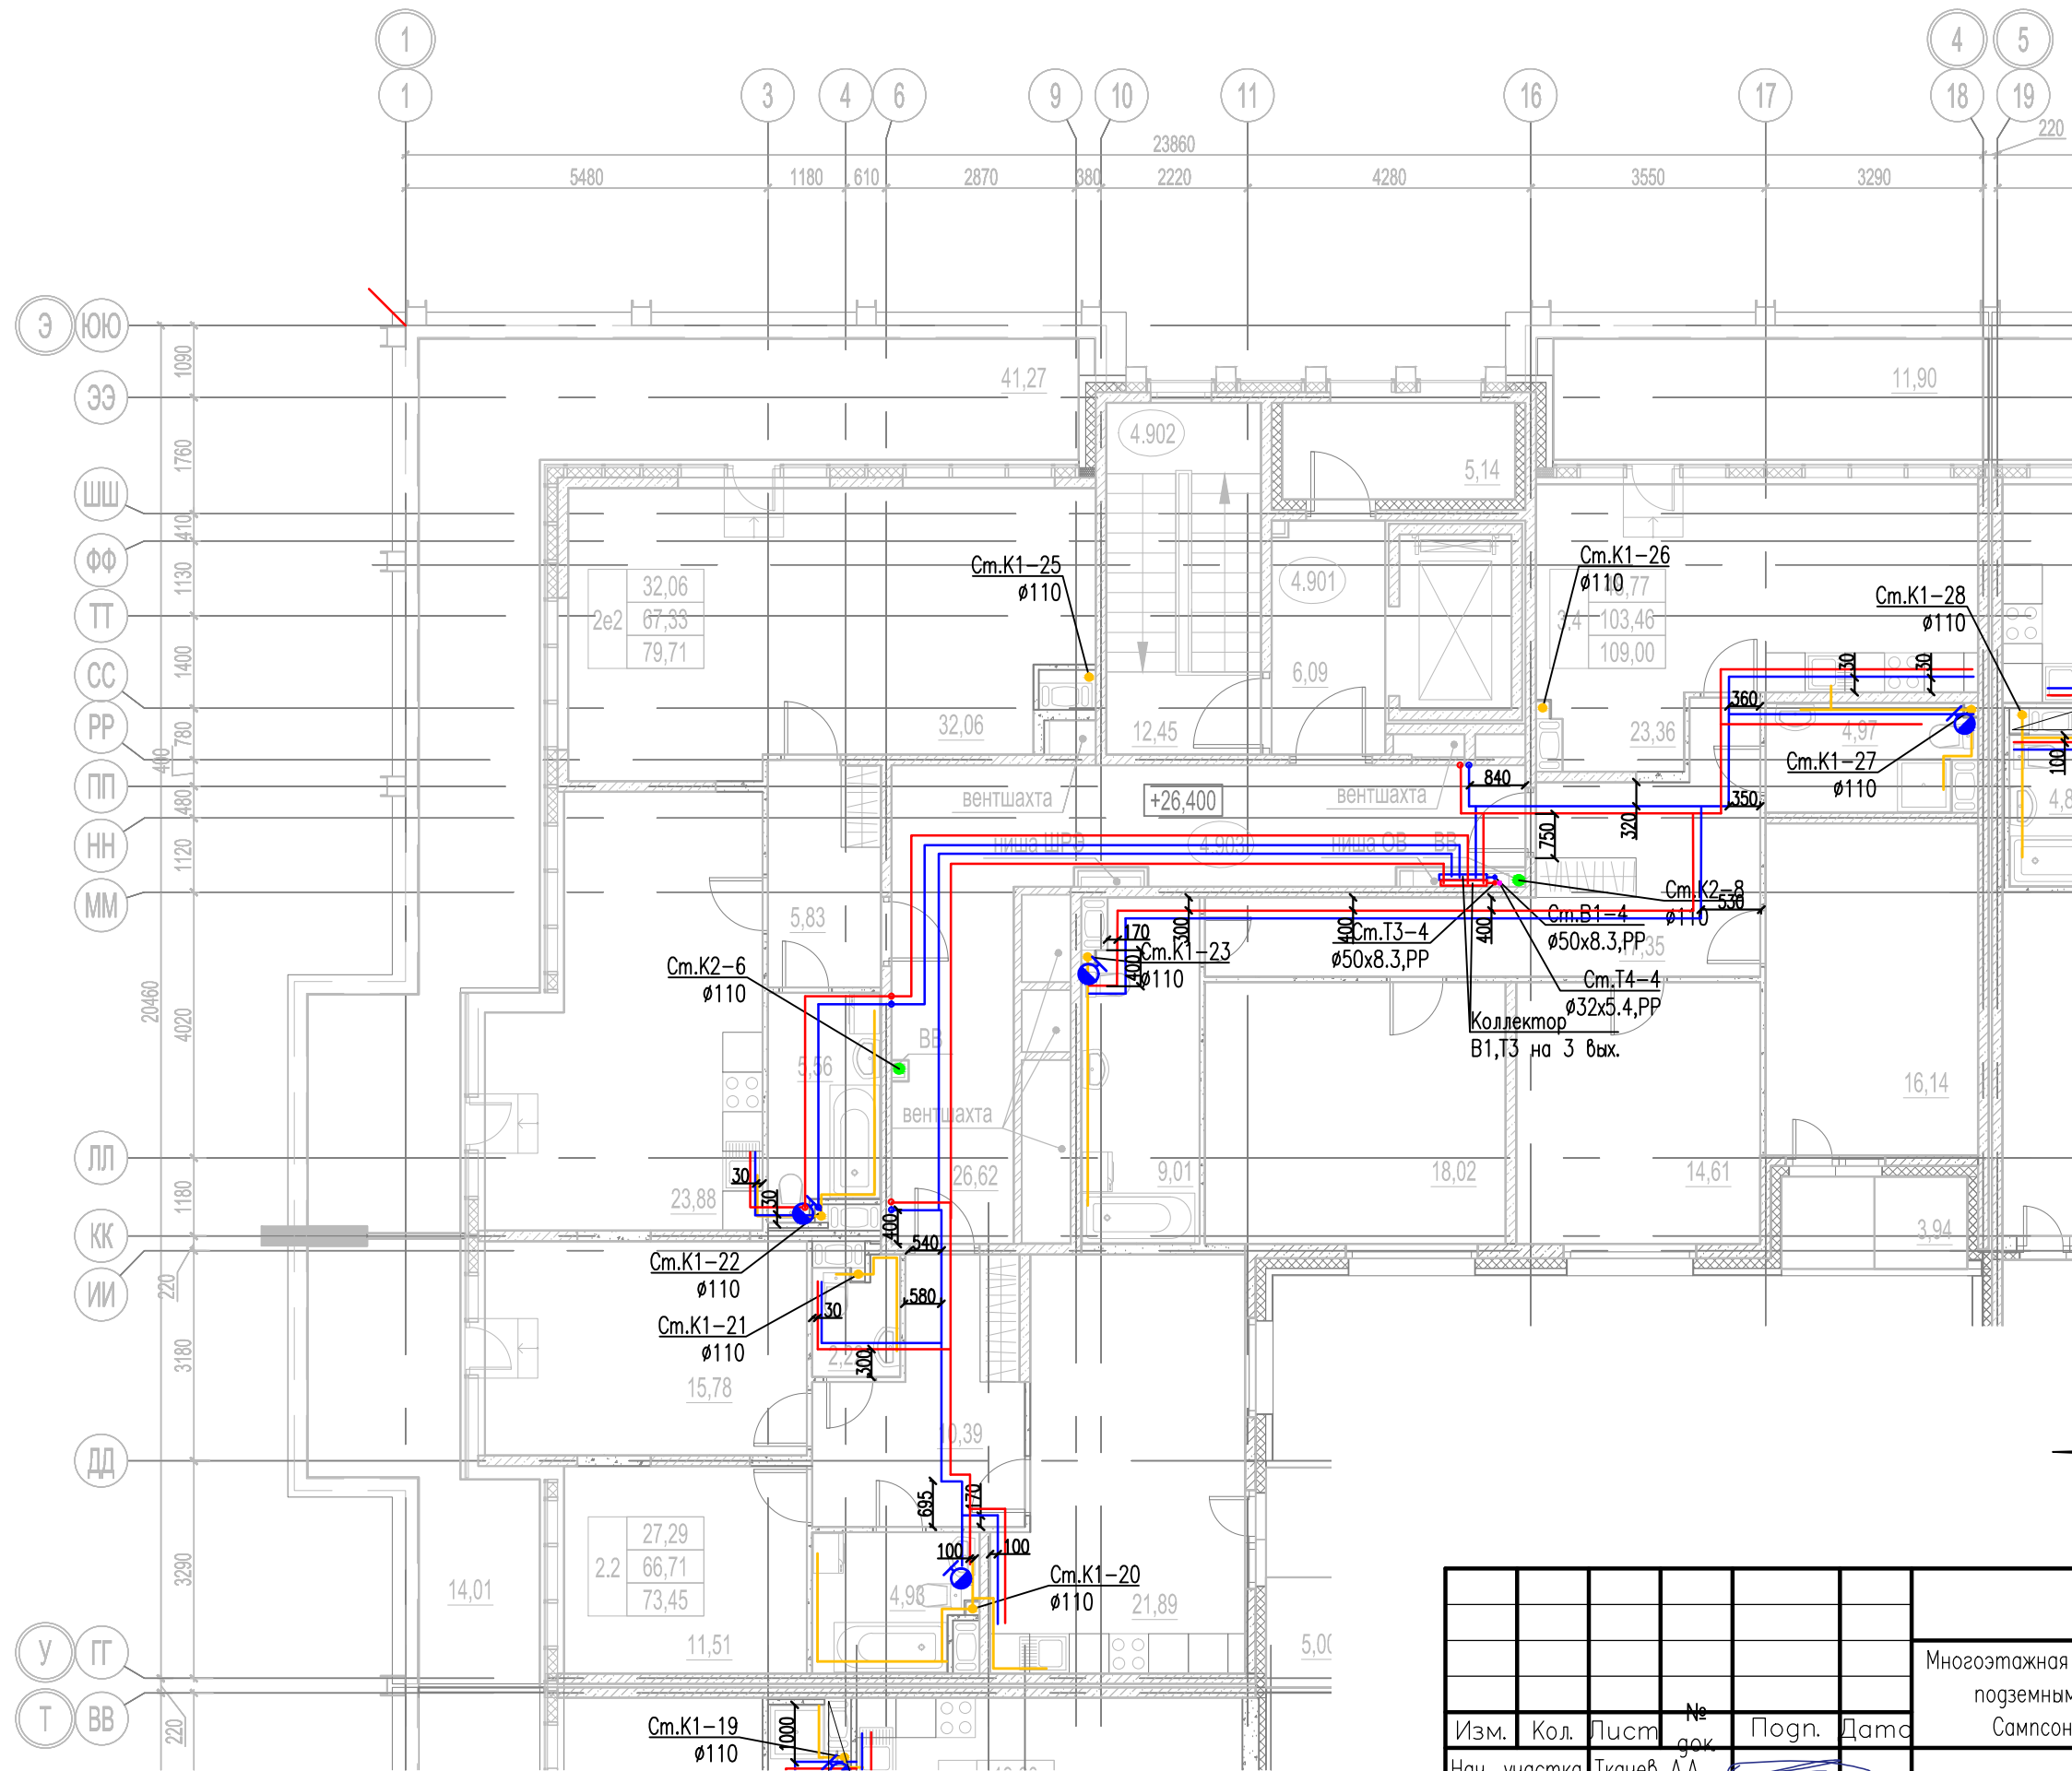 1
4
5
1
3
4
6
9
10
11
16
17
18
19
220
23860
5480
1180
610
2870
380
2220
4280
3550
3290
Э
ЮЮ
ЭЭ
ШШ
ФФ
ТТ
СС
РР
ПП
НН
ММ
ЛЛ
КК
ИИ
ДД
У
ГГ
Т
ВВ
1090
1760
410
1130
1400
780
400
480
1120
20460
4020
1180
220
3180
3290
220
41,27
11,90
4.902
5,14
Ст.К1-25
ø110
4.901
Ст.К1-26
ø110
Ст.К1-28
ø110
32,06
2е2
67,33
79,71
3.4
103,46
109,00
6,09
30
30
360
32,06
12,45
23,36
4,97
Ст.К1-27
ø110
100
вентшахта
+26,400
вентшахта
840
350
320
750
ниша ШРЭ
4.903
ниша ОВ
ВВ
5,83
Ст.К2-8
ø110
530
Ст.В1-4
ø50х8.3,РР
Ст.Т3-4
ø50х8.3,РР
Ст.Т4-4
ø32х5.4,РР
Коллектор
В1,Т3 на 3 вых.
300
400
400
170
400
Ст.К1-23
ø110
Ст.К2-6
ø110
ВВ
5,56
вентшахта
16,14
30
30
23,88
26,62
9,01
18,02
14,61
3,94
400
540
Ст.К1-22
ø110
580
30
Ст.К1-21
ø110
300
15,78
10,39
695
170
27,29
2.2
66,71
73,45
100
100
Ст.К1-20
ø110
14,01
4,93
21,89
11,51
Ст.К1-19
ø110
1000
Многоэтажная
подземным
Сампсон
Изм.
Кол.
Лист
№ док
Подп.
Дата
Нач. участка
Ткачев А.А.